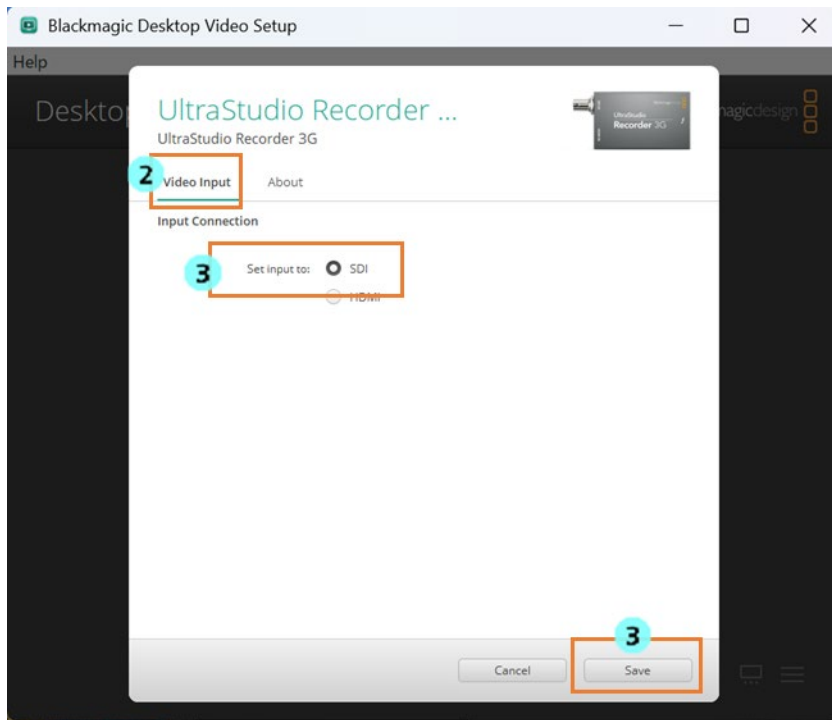 Blackmagic Desktop Video Setup
Help
Deskto
magicdesign
UltraStudio Recorder ...
UltraStudio Recorder 3G
UltraStudio
Recorder 3G
2
Video Input
About
Input Connection
3
Set input to:
SDI
HDMI
3
Cancel
Save